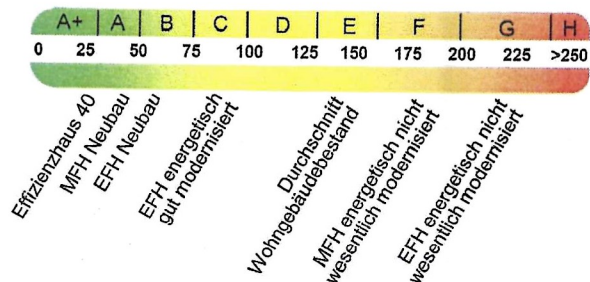 A+ A B C D E F G H
0 25 50 75 100 125 150 175 200 225 >250
Effizienzhaus 40
MFH Neubau
EFH Neubau
EFH energetisch
gut modernisiert
Durchschnitt
Wohngebäudebestand
MFH energetisch nicht
wesentlich modernisiert
EFH energetisch nicht
wesentlich modernisiert